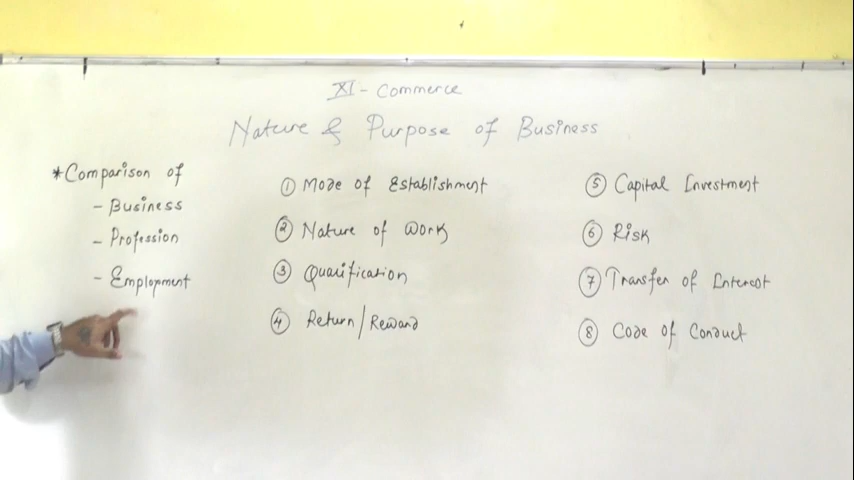 XI - Commerce
Nature & Purpose of Business
* Comparison of
- Business
- Profession
- Employment
① Mode of Establishment
② Nature of Work
③ Qualification
④ Return/Reward
⑤ Capital Investment
⑥ Risk
⑦ Transfer of Interest
⑧ Code of Conduct